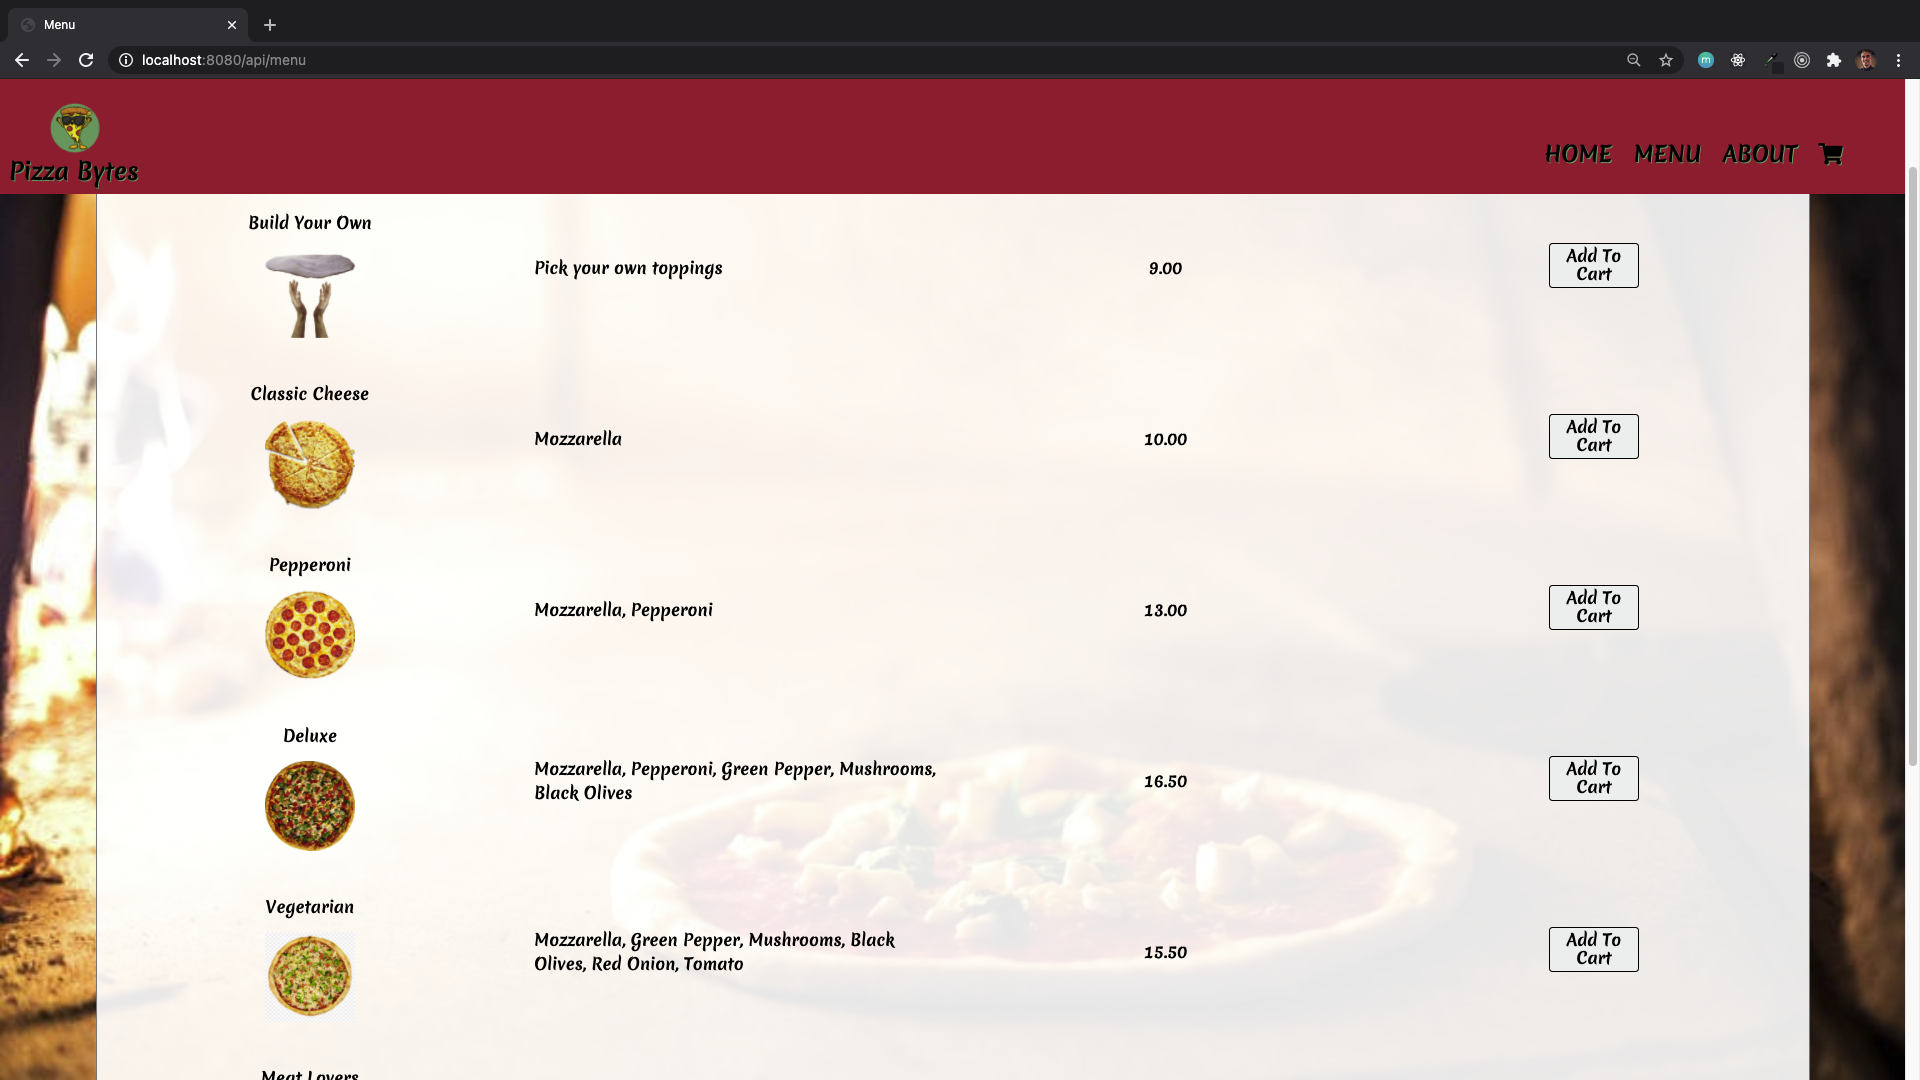 Menu
localhost:8080/api/menu
m
Pizza Bytes
HOME MENU ABOUT
Build Your Own
Pick your own toppings
9.00
Add To
Cart
Classic Cheese
Mozzarella
10.00
Add To
Cart
Pepperoni
Mozzarella, Pepperoni
13.00
Add To
Cart
Deluxe
Mozzarella, Pepperoni, Green Pepper, Mushrooms,
Black Olives
16.50
Add To
Cart
Vegetarian
Mozzarella, Green Pepper, Mushrooms, Black
Olives, Red Onion, Tomato
15.50
Add To
Cart
Meat Lovers